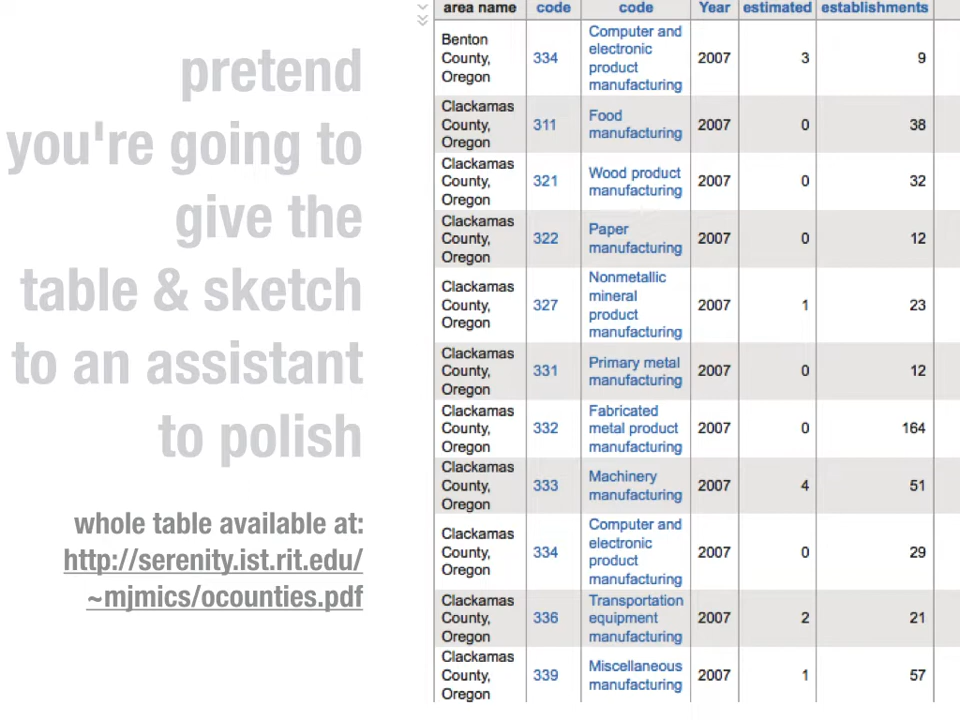 pretend
you're going to
give the
table & sketch
to an assistant
to polish
whole table available at:
http://serenity.ist.rit.edu/
~mjmics/ocounties.pdf
area name code code Year estimated establishments
Benton County, Oregon 334 Computer and electronic product manufacturing 2007 3 9
Clackamas County, Oregon 311 Food manufacturing 2007 0 38
Clackamas County, Oregon 321 Wood product manufacturing 2007 0 32
Clackamas County, Oregon 322 Paper manufacturing 2007 0 12
Clackamas County, Oregon 327 Nonmetallic mineral product manufacturing 2007 1 23
Clackamas County, Oregon 331 Primary metal manufacturing 2007 0 12
Clackamas County, Oregon 332 Fabricated metal product manufacturing 2007 0 164
Clackamas County, Oregon 333 Machinery manufacturing 2007 4 51
Clackamas County, Oregon 334 Computer and electronic product manufacturing 2007 0 29
Clackamas County, Oregon 336 Transportation equipment manufacturing 2007 2 21
Clackamas County, Oregon 339 Miscellaneous manufacturing 2007 1 57